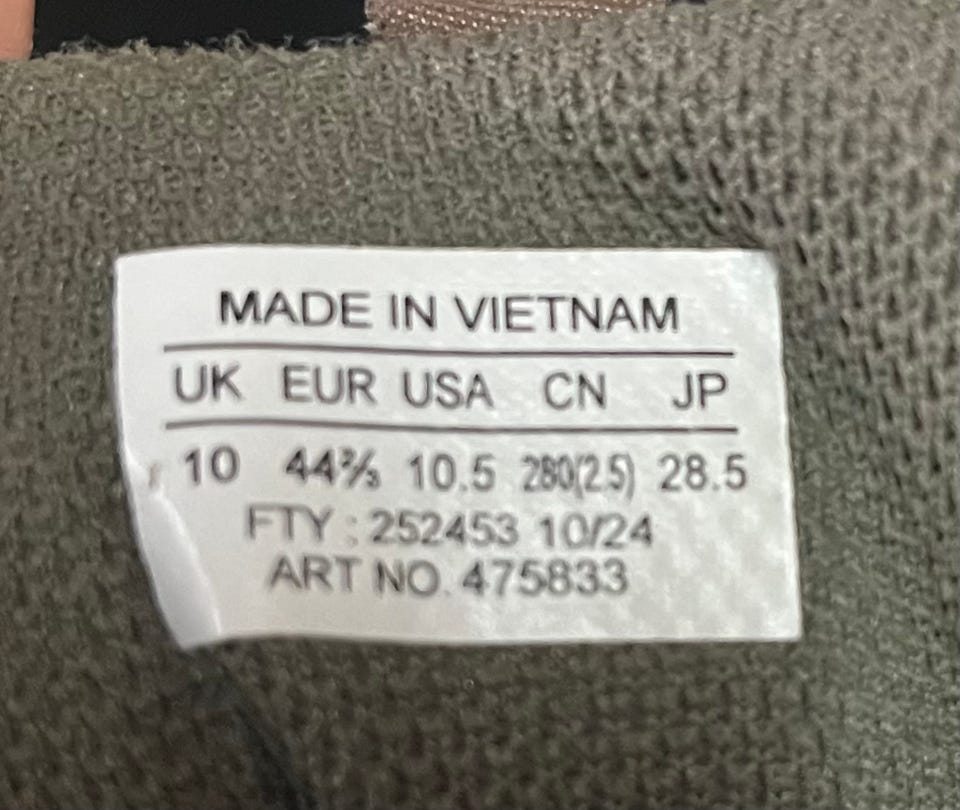 MADE IN VIETNAM
UK EUR USA CN JP
10 44⅔ 10.5 280(2.5) 28.5
FTY : 252453 10/24
ART NO. 475833